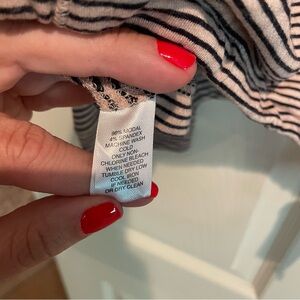 96% MODAL
4% SPANDEX
MACHINE WASH
COLD
ONLY NON-
CHLORINE BLEACH
WHEN NEEDED
TUMBLE DRY LOW
COOL IRON
IF NEEDED
OR DRY CLEAN